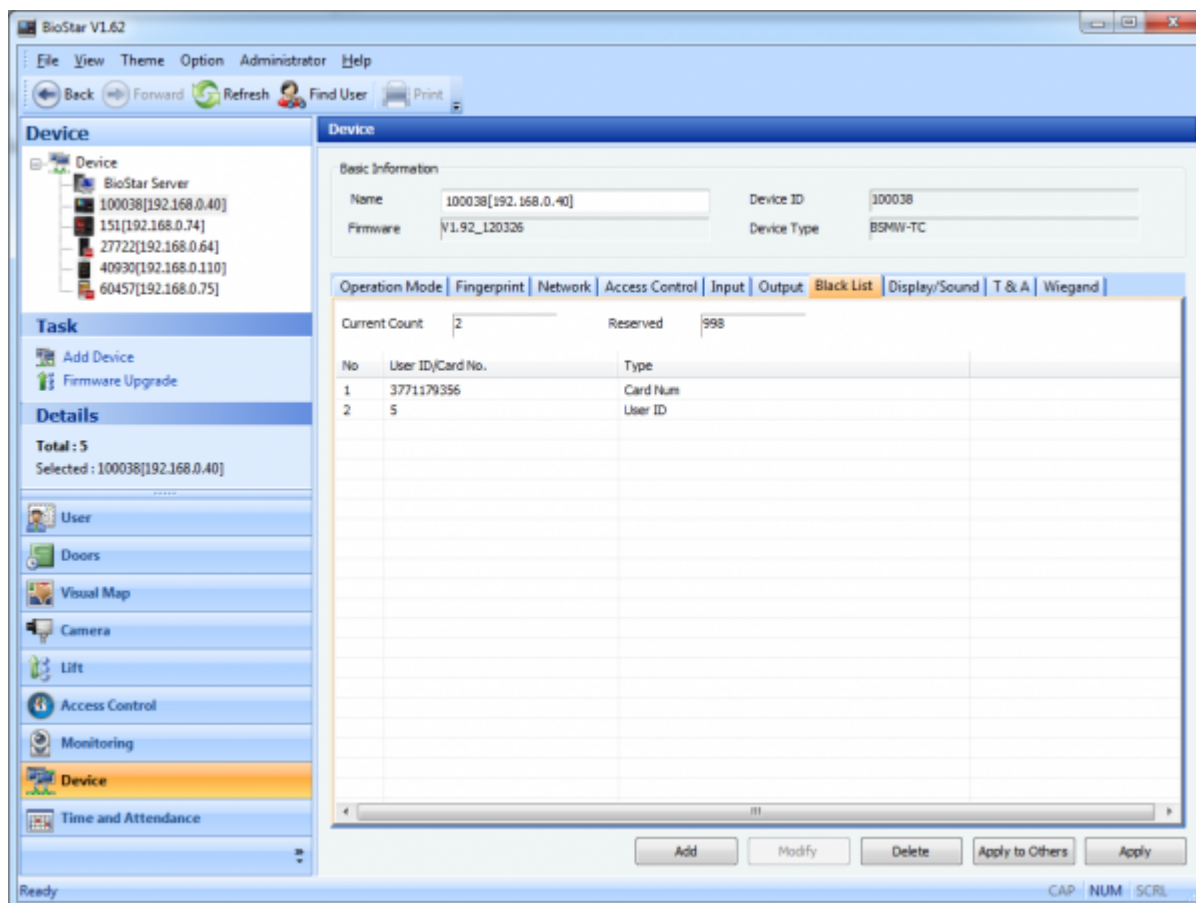 BioStar V1.62
File View Theme Option Administrator Help
Back Forward Refresh Find User Print
Device
Device
BioStar Server
100038[192.168.0.40]
151[192.168.0.74]
27722[192.168.0.64]
40930[192.168.0.110]
60457[192.168.0.75]
Task
Add Device
Firmware Upgrade
Details
Total : 5
Selected : 100038[192.168.0.40]
User
Doors
Visual Map
Camera
Lift
Access Control
Monitoring
Device
Time and Attendance
Device
Basic Information
Name 100038[192.168.0.40] Device ID 100038
Firmware V1.92_120326 Device Type BSMW-TC
Operation Mode Fingerprint Network Access Control Input Output Black List Display/Sound T & A Wiegand
Current Count 2 Reserved 998
No User ID/Card No. Type
1 3771179356 Card Num
2 5 User ID
Add Modify Delete Apply to Others Apply
Ready CAP NUM SCRL